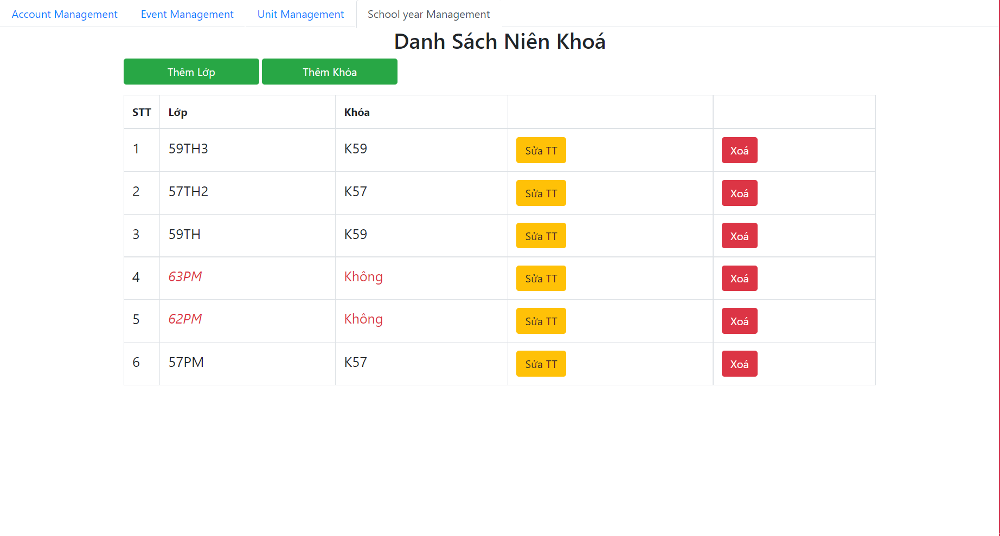 Account Management Event Management Unit Management School year Management
Danh Sách Niên Khoá
Thêm Lớp Thêm Khóa
STT Lớp Khóa
1 59TH3 K59 Sửa TT Xoá
2 57TH2 K57 Sửa TT Xoá
3 59TH K59 Sửa TT Xoá
4 63PM Không Sửa TT Xoá
5 62PM Không Sửa TT Xoá
6 57PM K57 Sửa TT Xoá